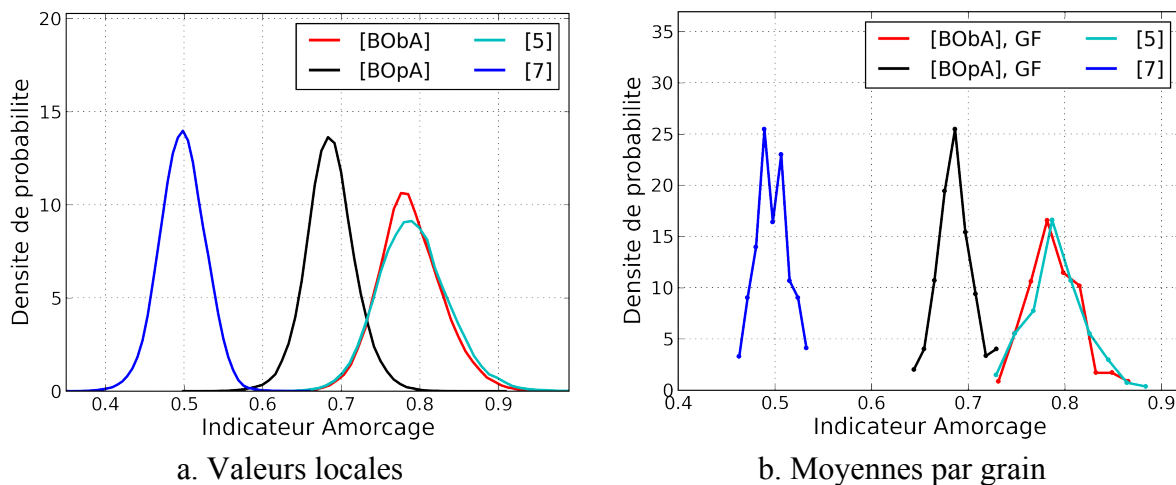 20
15
10
5
0
Densite de probabilite
[BObA]
[BOpA]
[5]
[7]
0.4 0.5 0.6 0.7 0.8 0.9
Indicateur Amorcage
a. Valeurs locales
35
30
25
20
15
10
5
0
Densite de probabilite
[BObA], GF
[BOpA], GF
[5]
[7]
0.4 0.5 0.6 0.7 0.8 0.9
Indicateur Amorcage
b. Moyennes par grain